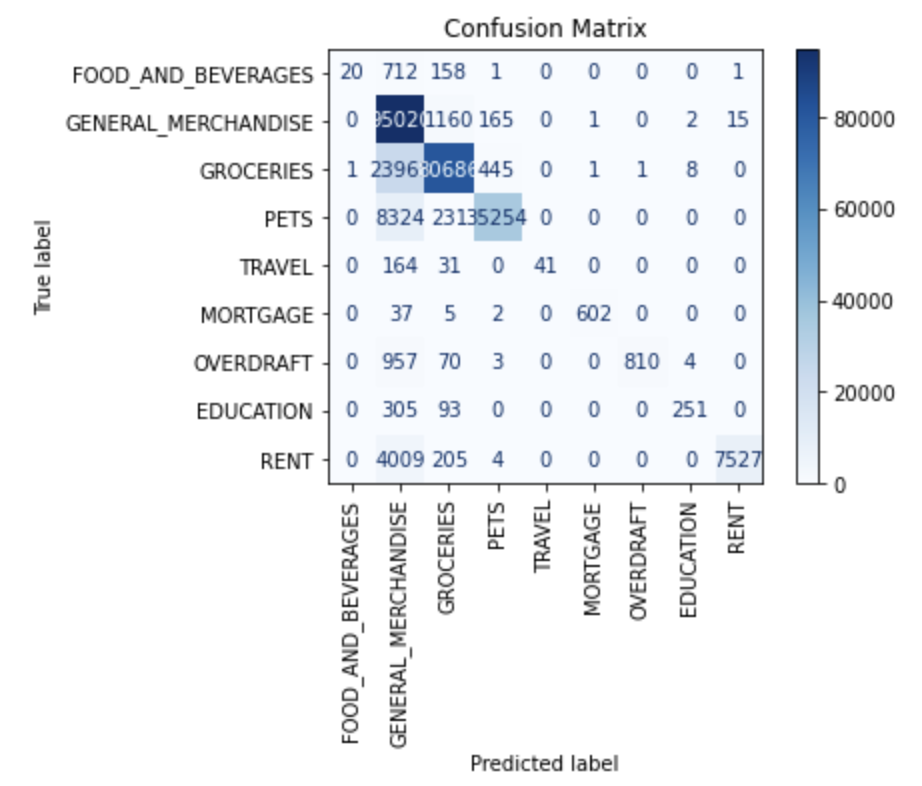 Confusion Matrix
FOOD_AND_BEVERAGES 20 712 158 1 0 0 0 0 1
GENERAL_MERCHANDISE 0 1160 165 0 1 0 2 15
GROCERIES 1 445 0 1 1 8 0
PETS 0 8324 231 35254 0 0 0 0 0
TRAVEL 0 164 31 0 41 0 0 0 0
MORTGAGE 0 37 5 2 0 602 0 0 0
OVERDRAFT 0 957 70 3 0 0 810 4 0
EDUCATION 0 305 93 0 0 0 0 251 0
RENT 0 4009 205 4 0 0 0 0 7527
True label
FOOD_AND_BEVERAGES
GENERAL_MERCHANDISE
GROCERIES
PETS
TRAVEL
MORTGAGE
OVERDRAFT
EDUCATION
RENT
Predicted label
80000
60000
40000
20000
0